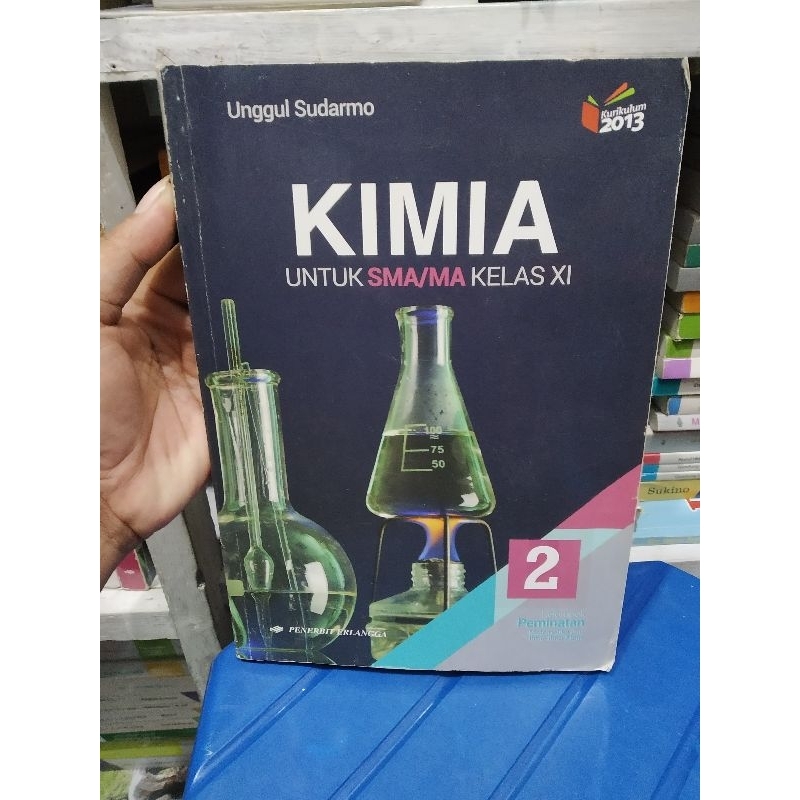 Unggul Sudarmo
Kurikulum
2013
KIMIA
UNTUK SMA/MA KELAS XI
100
75
50
2
Peminatan
PENERBIT ERLANGGA
Sukino